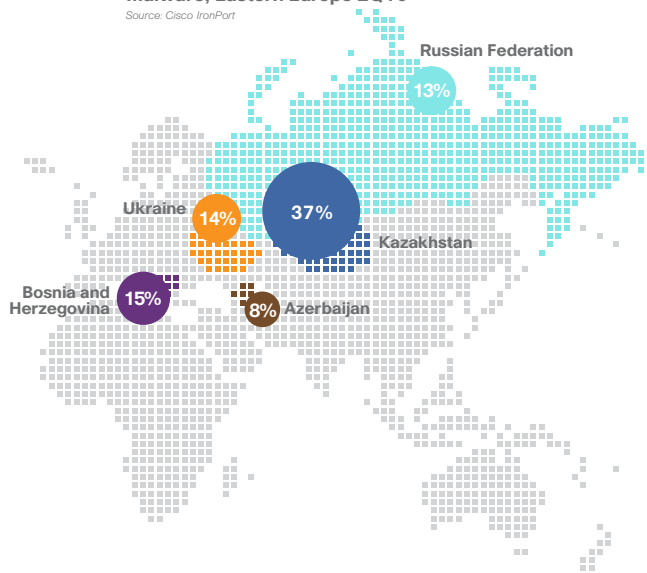 Source: Cisco IronPort
Russian Federation
13%
Ukraine
14%
37%
Kazakhstan
Bosnia and
Herzegovina
15%
8%
Azerbaijan